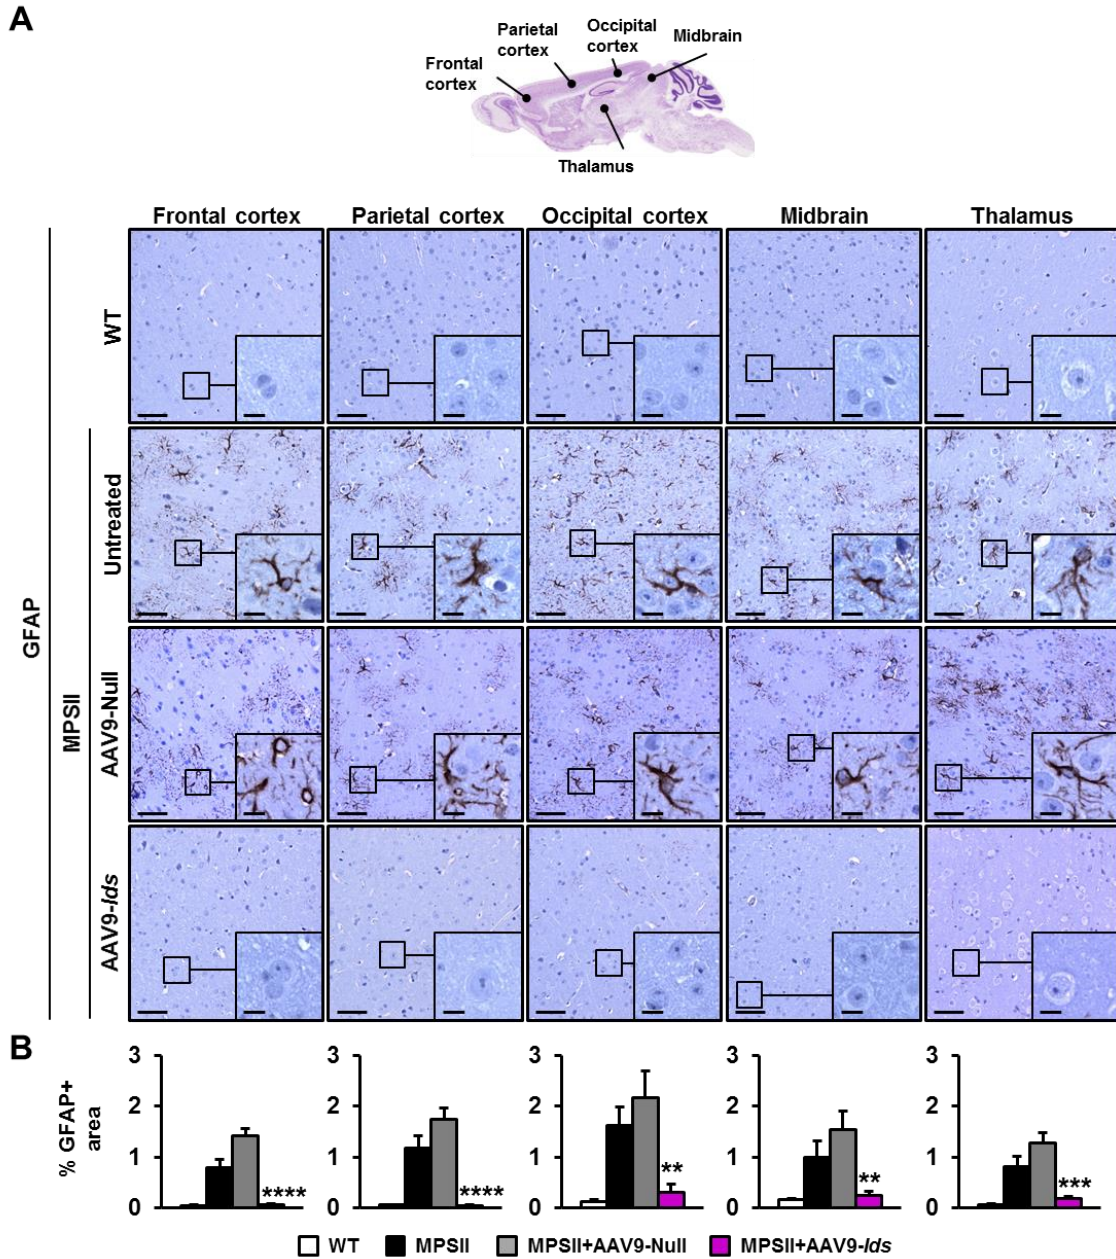 A
Frontal cortex
Parietal cortex
Occipital cortex
Midbrain
Thalamus
Frontal cortex Parietal cortex Occipital cortex Midbrain Thalamus
GFAP
WT
MPSII
Untreated
AAV9-Null
AAV9-Ids
B
% GFAP+ area
3 3 3 3 3
2 2 2 2 2
1 1 1 1 1
**** **** ** ** ***
0 0 0 0 0
WT MPSII MPSII+AAV9-Null MPSII+AAV9-Ids